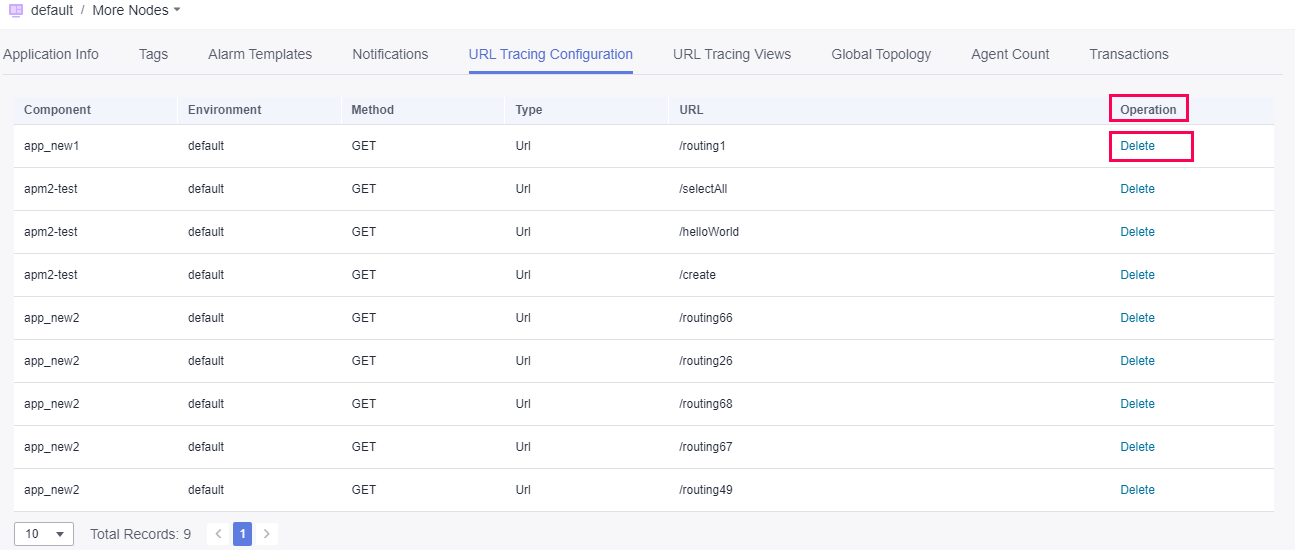 default / More Nodes
Application Info Tags Alarm Templates Notifications URL Tracing Configuration URL Tracing Views Global Topology Agent Count Transactions
Component Environment Method Type URL Operation
app_new1 default GET Url /routing1 Delete
apm2-test default GET Url /selectAll Delete
apm2-test default GET Url /helloWorld Delete
apm2-test default GET Url /create Delete
app_new2 default GET Url /routing66 Delete
app_new2 default GET Url /routing26 Delete
app_new2 default GET Url /routing68 Delete
app_new2 default GET Url /routing67 Delete
app_new2 default GET Url /routing49 Delete
10 Total Records: 9 < 1 >